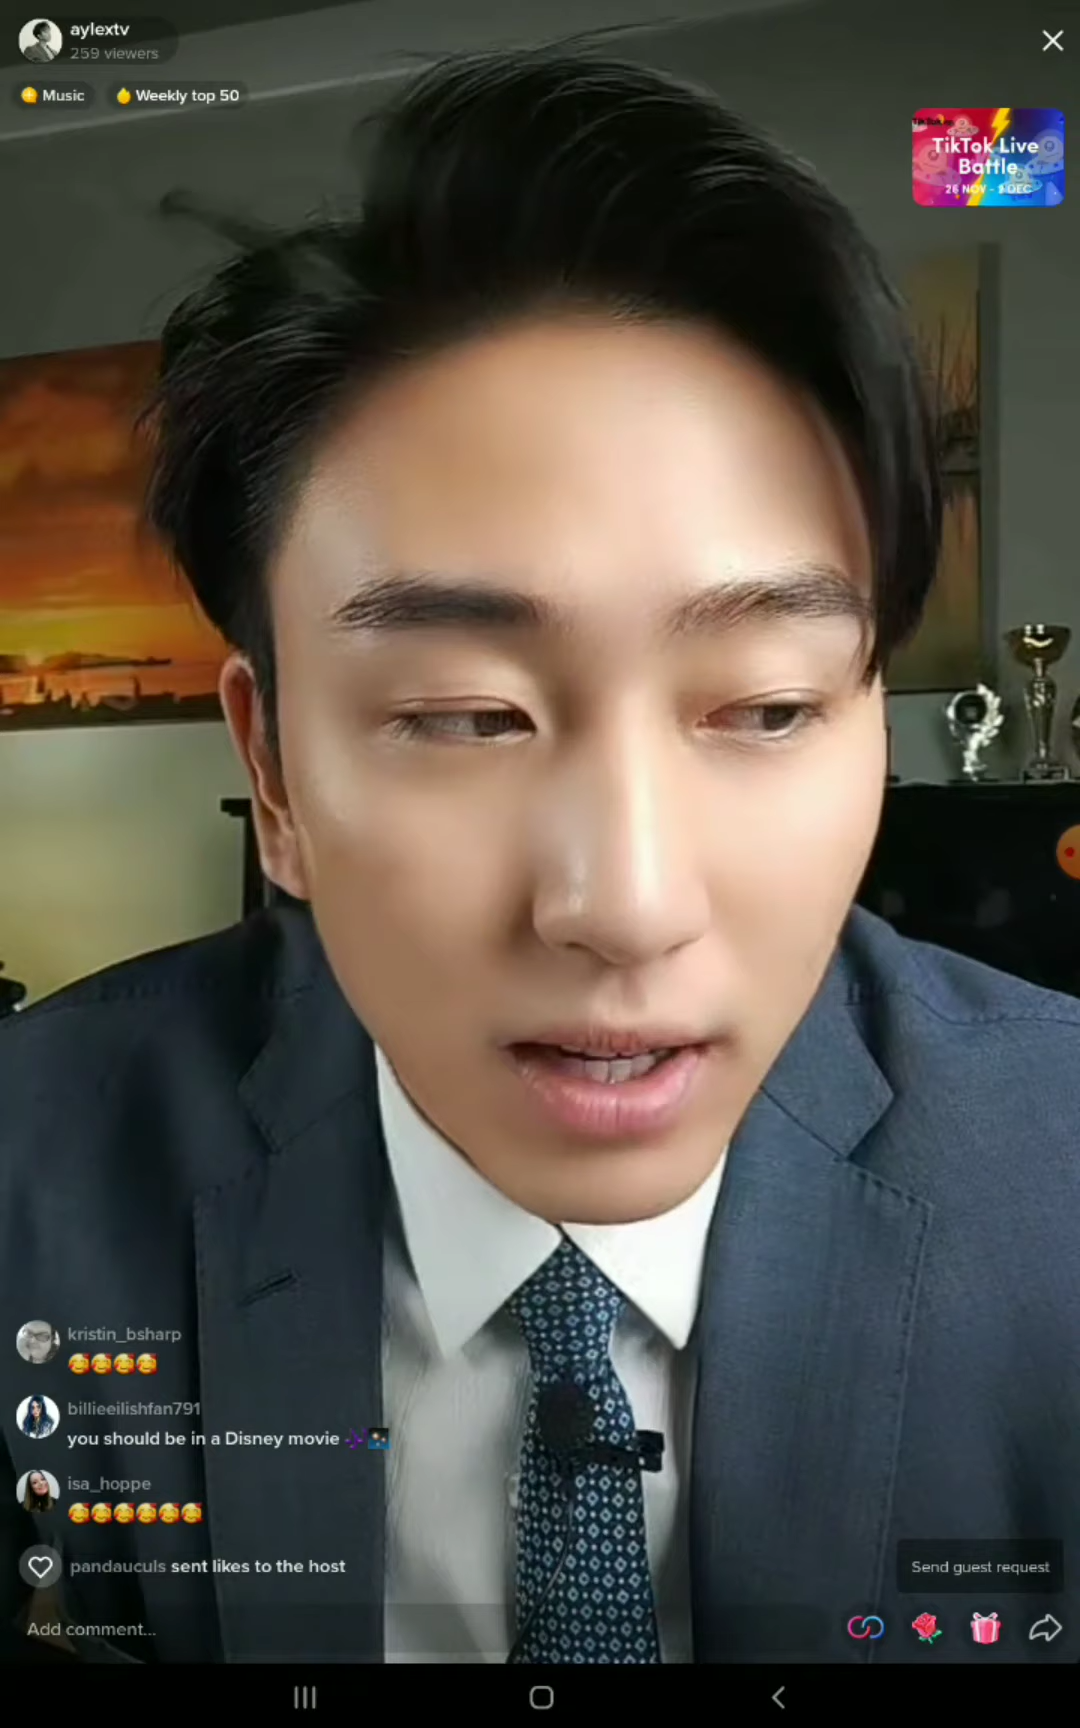 aylextv
259 viewers
Music
Weekly top 50
TikTok Live
Battle
kristin_bsharp
🥰🥰🥰🥰
billieeilishfan791
you should be in a Disney movie
isa_hoppe
🥰🥰🥰🥰🥰🥰
pandauculs sent likes to the host
Send guest request
Add comment...